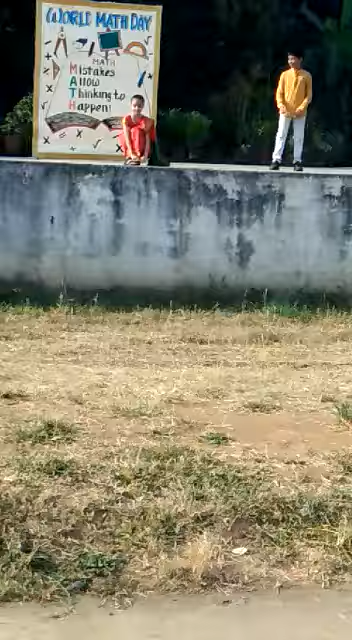 WORLD MATH DAY
MATH
Mistakes
Allow
Thinking to
Happen!